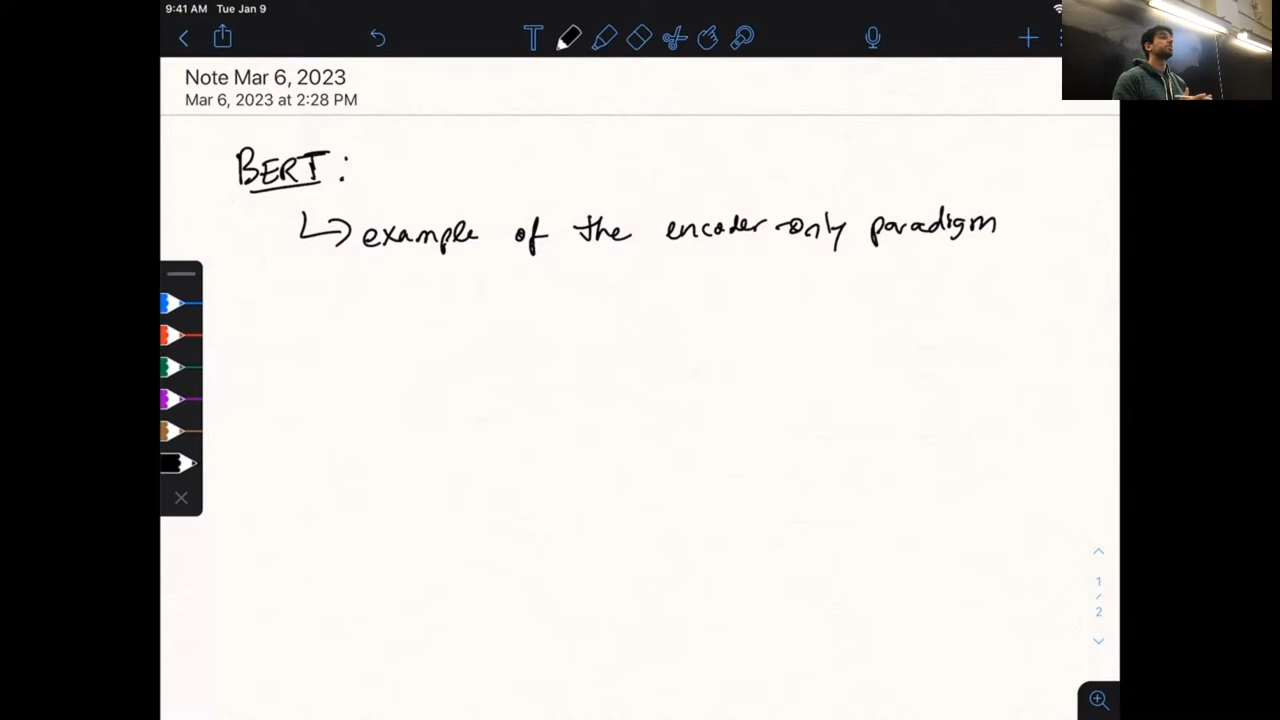 9:41 AM Tue Jan 9
T
Note Mar 6, 2023
Mar 6, 2023 at 2:28 PM
BERT:
↳ example of the encoder-only paradigm
1
/
2